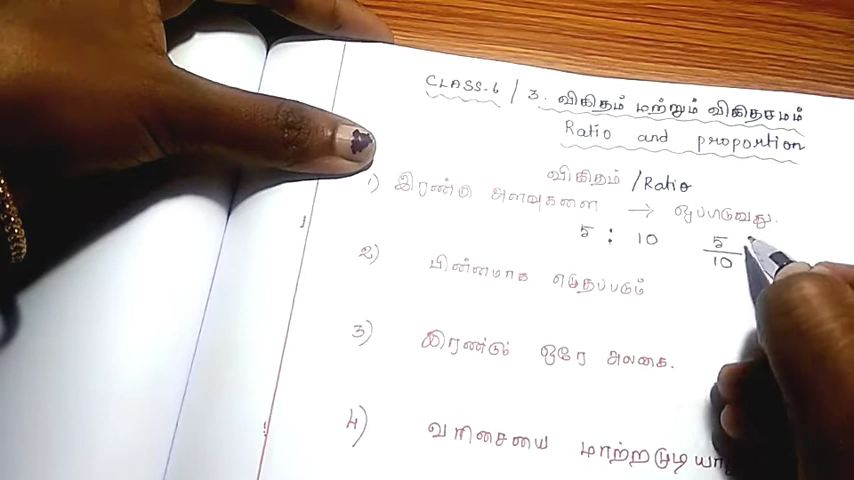 CLASS-6 / 3. விகிதம் மற்றும் விகிதசமம்
Ratio and proportion
விகிதம் / Ratio
1) இரண்டு அளவுகளை → ஒப்படுவது.
5 : 10 5/10
2) பின்னமாக எழுதப்படும்
3) இரண்டும் ஒரே அலகை.
4) வரிசையை